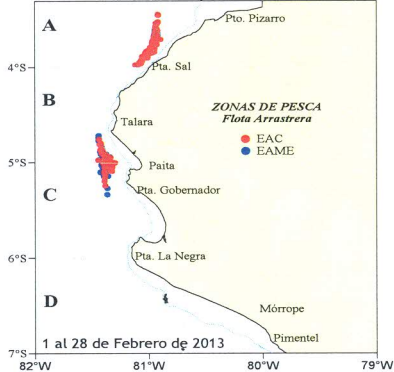 A
Pto. Pizarro
4°S
Pta. Sal
B
ZONAS DE PESCA
Flota Arrastrera
Talara
EAC
EAME
5°S
Paita
C
Pta. Gobernador
6°S
Pta. La Negra
D
Mórrope
1 al 28 de Febrero de 2013
Pimentel
7°S
82°W
81°W
80°W
79°W